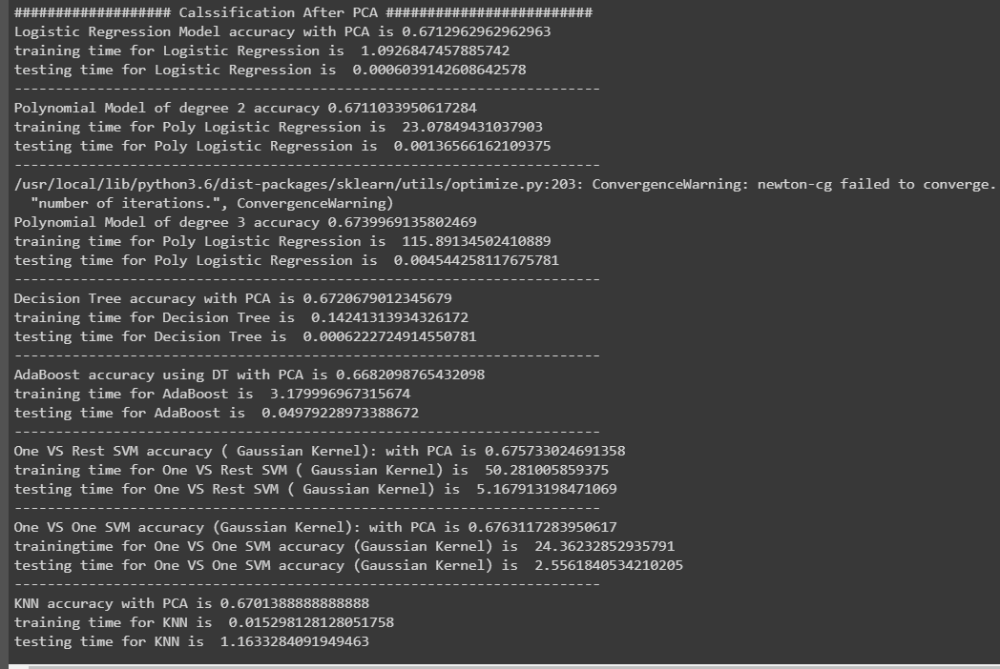 ################### Calssification After PCA #########################
Logistic Regression Model accuracy with PCA is 0.6712962962962963
training time for Logistic Regression is  1.0926847457885742
testing time for Logistic Regression is  0.0006039142608642578
-----------------------------------------------------------------------
Polynomial Model of degree 2 accuracy 0.6711033950617284
training time for Poly Logistic Regression is  23.07849431037903
testing time for Poly Logistic Regression is  0.00136566162109375
-----------------------------------------------------------------------
/usr/local/lib/python3.6/dist-packages/sklearn/utils/optimize.py:203: ConvergenceWarning: newton-cg failed to converge.
  "number of iterations.", ConvergenceWarning)
Polynomial Model of degree 3 accuracy 0.6739969135802469
training time for Poly Logistic Regression is  115.89134502410889
testing time for Poly Logistic Regression is  0.004544258117675781
-----------------------------------------------------------------------
Decision Tree accuracy with PCA is 0.6720679012345679
training time for Decision Tree is  0.14241313934326172
testing time for Decision Tree is  0.0006222724914550781
-----------------------------------------------------------------------
AdaBoost accuracy using DT with PCA is 0.6682098765432098
training time for AdaBoost is  3.179996967315674
testing time for AdaBoost is  0.04979228973388672
-----------------------------------------------------------------------
One VS Rest SVM accuracy ( Gaussian Kernel): with PCA is 0.675733024691358
training time for One VS Rest SVM ( Gaussian Kernel) is  50.281005859375
testing time for One VS Rest SVM ( Gaussian Kernel) is  5.167913198471069
-----------------------------------------------------------------------
One VS One SVM accuracy (Gaussian Kernel): with PCA is 0.6763117283950617
trainingtime for One VS One SVM accuracy (Gaussian Kernel) is  24.36232852935791
testing time for One VS One SVM accuracy (Gaussian Kernel) is  2.5561840534210205
-----------------------------------------------------------------------
KNN accuracy with PCA is 0.6701388888888888
training time for KNN is  0.015298128128051758
testing time for KNN is  1.1633284091949463